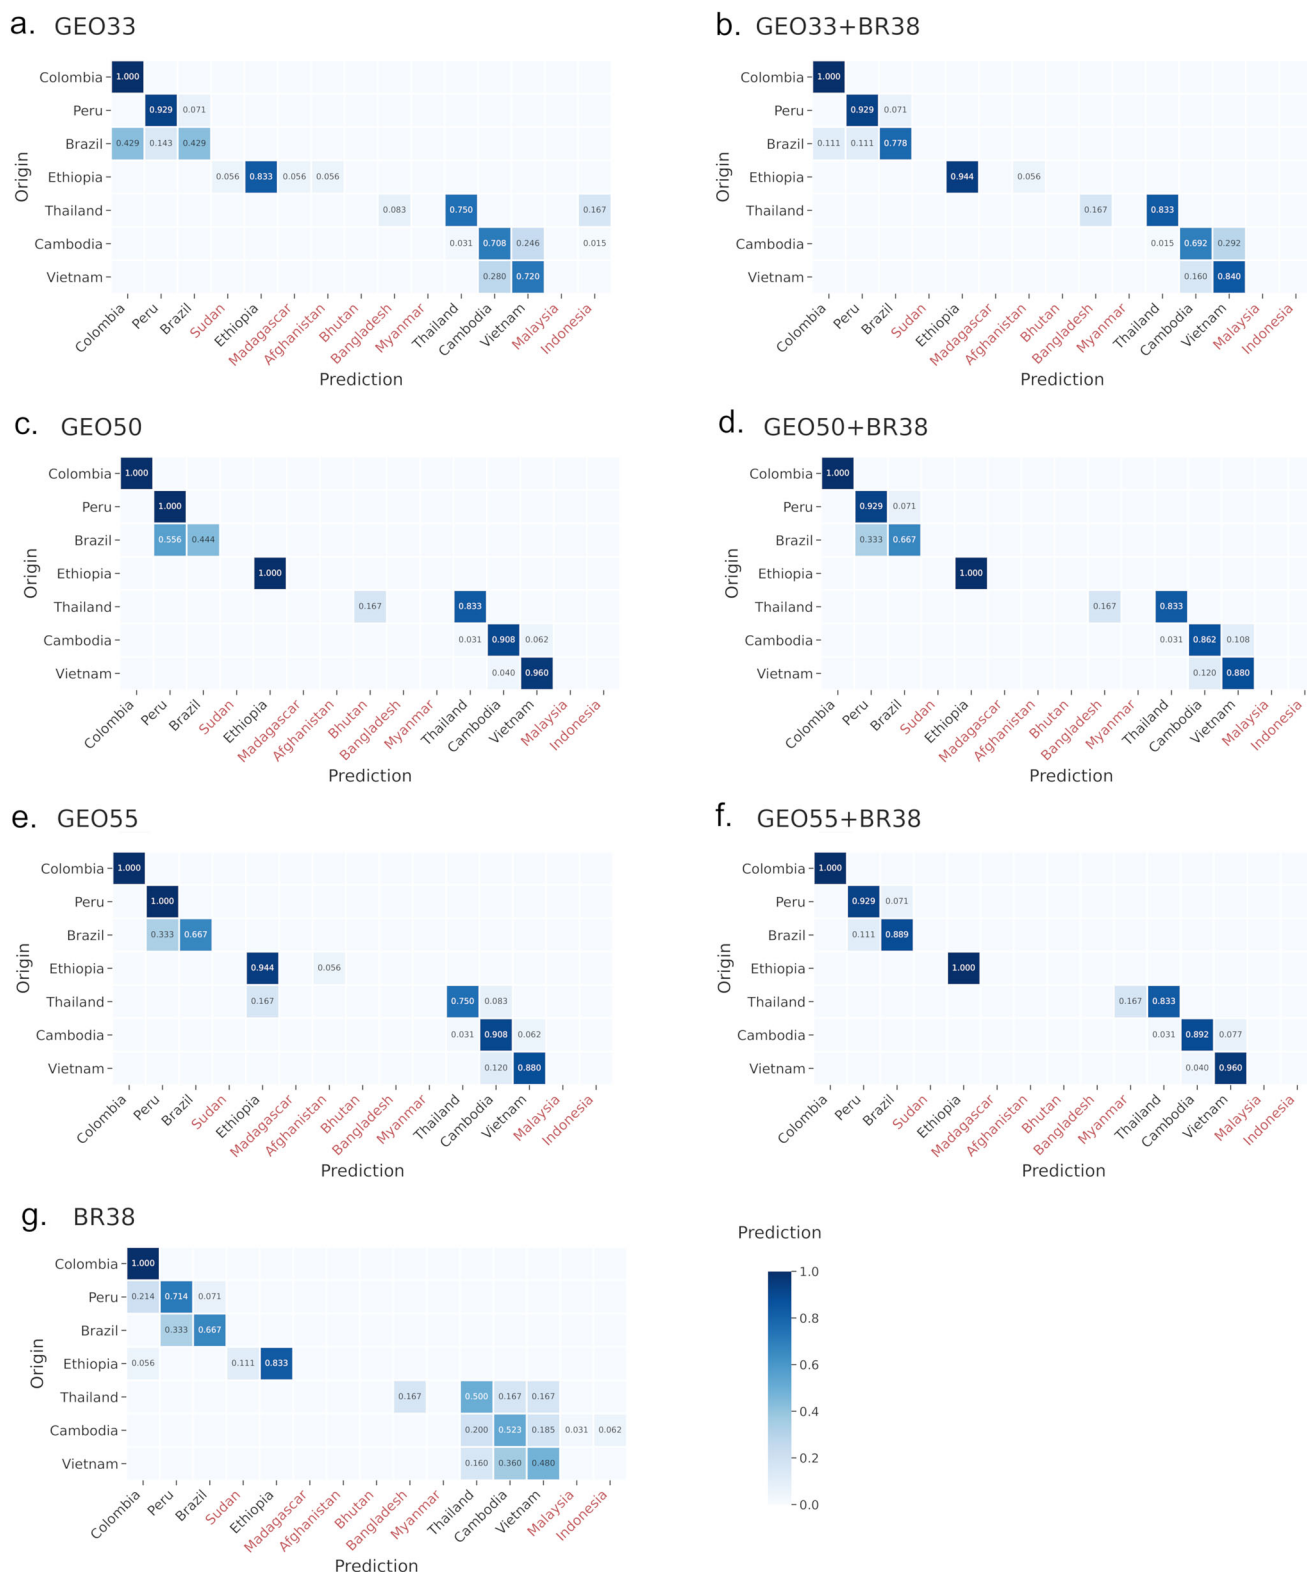 a. GEO33
Colombia
1.000
Peru
0.929 0.071
Brazil
0.429 0.143 0.429
Ethiopia
0.056 0.833 0.056 0.056
Thailand
0.083 0.750 0.167
Cambodia
0.031 0.708 0.246 0.015
Vietnam
0.280 0.720
Origin
Colombia Peru Brazil Sudan Ethiopia Madagascar Afghanistan Bhutan Bangladesh Myanmar Thailand Cambodia Vietnam Malaysia Indonesia
Prediction
b. GEO33+BR38
Colombia
1.000
Peru
0.929 0.071
Brazil
0.111 0.111 0.778
Ethiopia
0.944 0.056
Thailand
0.167 0.833
Cambodia
0.015 0.692 0.292
Vietnam
0.160 0.840
Origin
Colombia Peru Brazil Sudan Ethiopia Madagascar Afghanistan Bhutan Bangladesh Myanmar Thailand Cambodia Vietnam Malaysia Indonesia
Prediction
c. GEO50
Colombia
1.000
Peru
1.000
Brazil
0.556 0.444
Ethiopia
1.000
Thailand
0.167 0.833
Cambodia
0.031 0.908 0.062
Vietnam
0.040 0.960
Origin
Colombia Peru Brazil Sudan Ethiopia Madagascar Afghanistan Bhutan Bangladesh Myanmar Thailand Cambodia Vietnam Malaysia Indonesia
Prediction
d. GEO50+BR38
Colombia
1.000
Peru
0.929 0.071
Brazil
0.333 0.667
Ethiopia
1.000
Thailand
0.167 0.833
Cambodia
0.031 0.862 0.108
Vietnam
0.120 0.880
Origin
Colombia Peru Brazil Sudan Ethiopia Madagascar Afghanistan Bhutan Bangladesh Myanmar Thailand Cambodia Vietnam Malaysia Indonesia
Prediction
e. GEO55
Colombia
1.000
Peru
1.000
Brazil
0.333 0.667
Ethiopia
0.944 0.056
Thailand
0.167 0.750 0.083
Cambodia
0.031 0.908 0.062
Vietnam
0.120 0.880
Origin
Colombia Peru Brazil Sudan Ethiopia Madagascar Afghanistan Bhutan Bangladesh Myanmar Thailand Cambodia Vietnam Malaysia Indonesia
Prediction
f. GEO55+BR38
Colombia
1.000
Peru
0.929 0.071
Brazil
0.111 0.889
Ethiopia
1.000
Thailand
0.167 0.833
Cambodia
0.031 0.892 0.077
Vietnam
0.040 0.960
Origin
Colombia Peru Brazil Sudan Ethiopia Madagascar Afghanistan Bhutan Bangladesh Myanmar Thailand Cambodia Vietnam Malaysia Indonesia
Prediction
g. BR38
Colombia
1.000
Peru
0.214 0.714 0.071
Brazil
0.333 0.667
Ethiopia
0.056 0.111 0.833
Thailand
0.167 0.500 0.167 0.167
Cambodia
0.200 0.523 0.185 0.031 0.062
Vietnam
0.160 0.360 0.480
Origin
Colombia Peru Brazil Sudan Ethiopia Madagascar Afghanistan Bhutan Bangladesh Myanmar Thailand Cambodia Vietnam Malaysia Indonesia
Prediction
Prediction
1.0
0.8
0.6
0.4
0.2
0.0